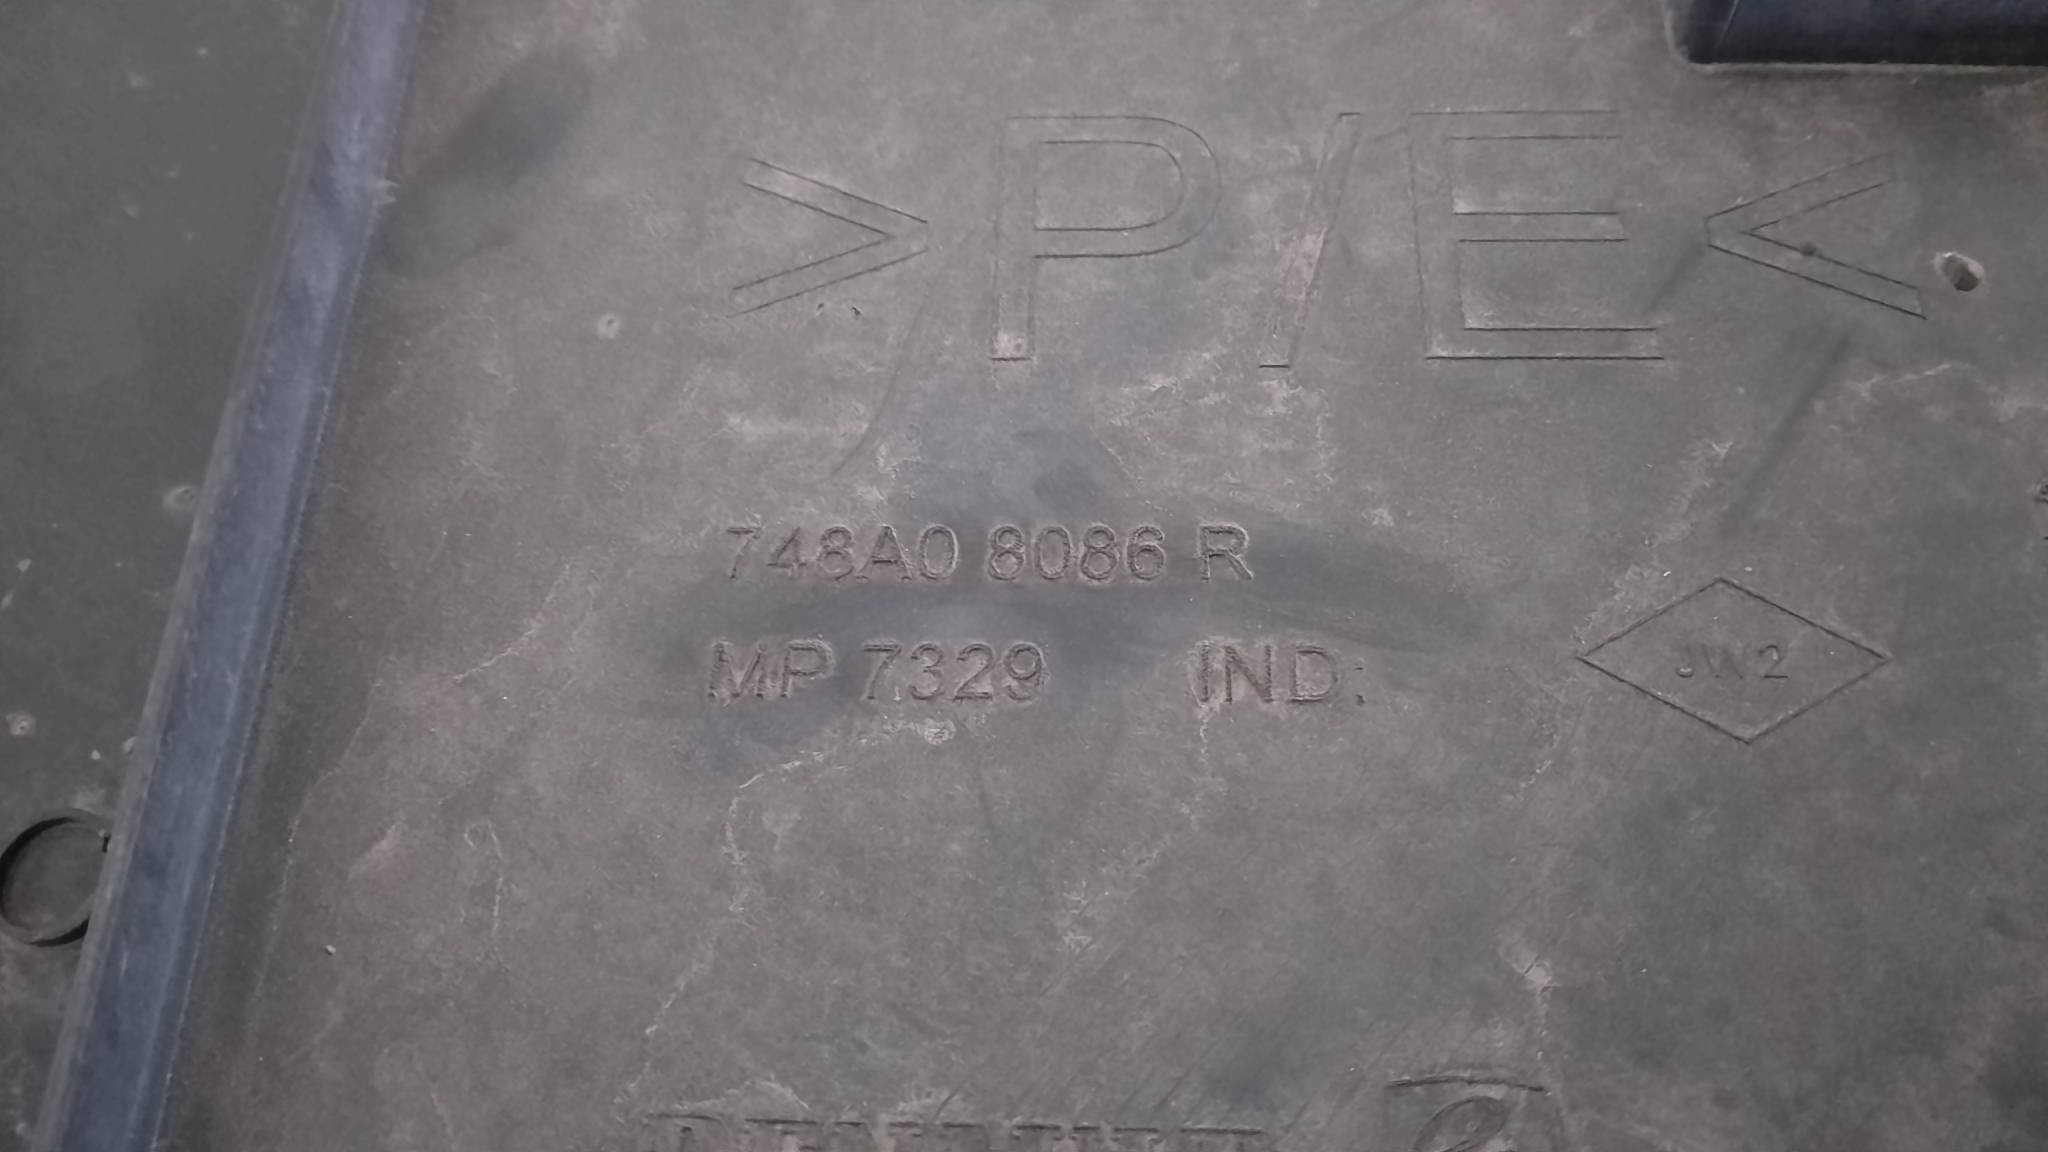 >P/E<
748A0 8086 R
MP 7329 IND:
JW2